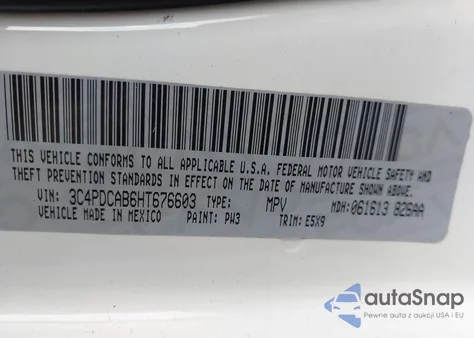 THIS VEHICLE CONFORMS TO ALL APPLICABLE U.S.A. FEDERAL MOTOR VEHICLE SAFETY AND
THEFT PREVENTION STANDARDS IN EFFECT ON THE DATE OF MANUFACTURE SHOWN ABOVE.
VIN: 3C4PDCAB6HT676603 TYPE: MPV MDH: 061613 826AA
VEHICLE MADE IN MEXICO PAINT: PW3 TRIM: E5X9
autaSnap
Pewne auta z aukcji USA i EU